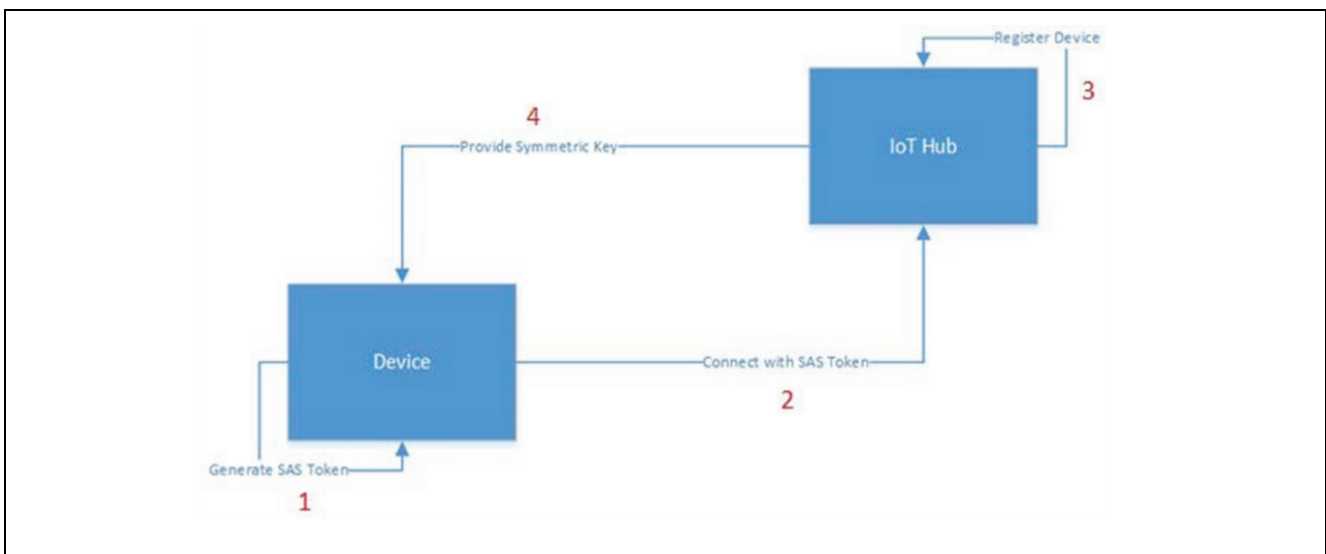 Register Device
3
4
IoT Hub
Provide Symmetric Key
Device
Connect with SAS Token
2
Generate SAS Token
1